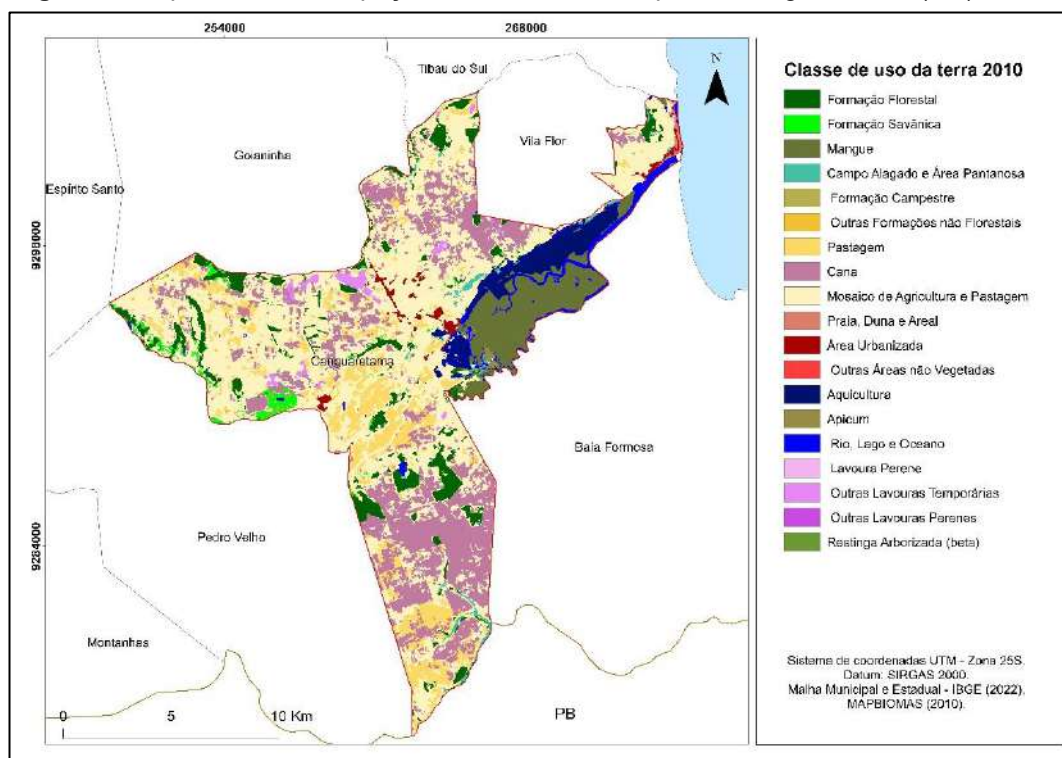 254000
268000
Tibau do Sul
N
Vila Flor
Goianinha
Espírito Santo
9298000
Canguaretama
Baía Formosa
Pedro Velho
9284000
Montanhas
0 5 10 Km
PB
Classe de uso da terra 2010
Formação Florestal
Formação Savânica
Mangue
Campo Alagado e Área Pantanosa
Formação Campestre
Outras Formações não Florestais
Pastagem
Cana
Mosaico de Agricultura e Pastagem
Praia, Duna e Areal
Área Urbanizada
Outras Áreas não Vegetadas
Aquicultura
Apicum
Rio, Lago e Oceano
Lavoura Perene
Outras Lavouras Temporárias
Outras Lavouras Perenes
Restinga Arborizada (beta)
Sistema de coordenadas UTM - Zona 25S.
Datum: SIRGAS 2000.
Malha Municipal e Estadual - IBGE (2022),
MAPBIOMAS (2010).